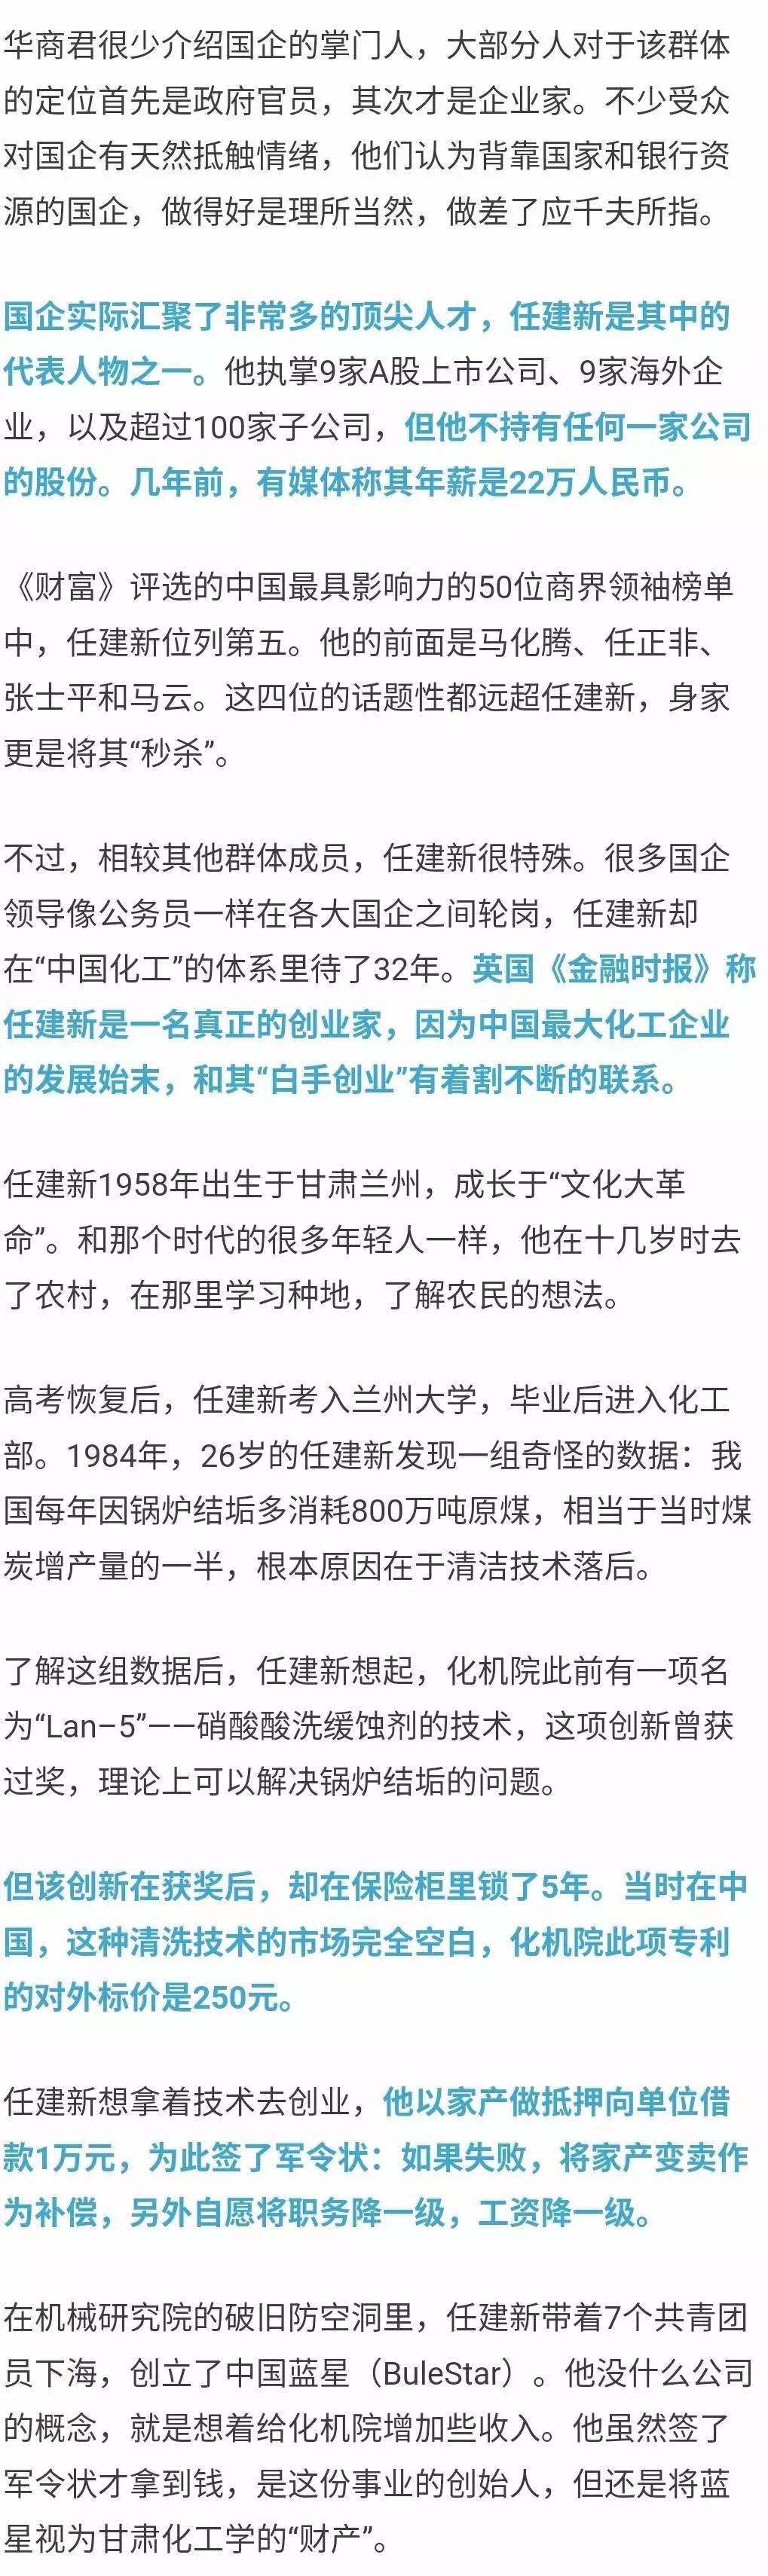 华商君很少介绍国企的掌门人，大部分人对于该群体
的定位首先是政府官员，其次才是企业家。不少受众
对国企有天然抵触情绪，他们认为背靠国家和银行资
源的国企，做得好是理所当然，做差了应千夫所指。
国企实际汇聚了非常多的顶尖人才，任建新是其中的
代表人物之一。他执掌9家A股上市公司、9家海外企
业，以及超过100家子公司，但他不持有任何一家公司
的股份。几年前，有媒体称其年薪是22万人民币。
《财富》评选的中国最具影响力的50位商界领袖榜单
中，任建新位列第五。他的前面是马化腾、任正非、
张士平和马云。这四位的话题性都远超任建新，身家
更是将其“秒杀”。
不过，相较其他群体成员，任建新很特殊。很多国企
领导像公务员一样在各大国企之间轮岗，任建新却
在“中国化工”的体系里待了32年。英国《金融时报》称
任建新是一名真正的创业家，因为中国最大化工企业
的发展始末，和其“白手创业”有着割不断的联系。
任建新1958年出生于甘肃兰州，成长于“文化大革
命”。和那个时代的很多年轻人一样，他在十几岁时去
了农村，在那里学习种地，了解农民的想法。
高考恢复后，任建新考入兰州大学，毕业后进入化工
部。1984年，26岁的任建新发现一组奇怪的数据：我
国每年因锅炉结垢多消耗800万吨原煤，相当于当时煤
炭增产量的一半，根本原因在于清洁技术落后。
了解这组数据后，任建新想起，化机院此前有一项名
为“Lan-5”——硝酸酸洗缓蚀剂的技术，这项创新曾获
过奖，理论上可以解决锅炉结垢的问题。
但该创新在获奖后，却在保险柜里锁了5年。当时在中
国，这种清洗技术的市场完全空白，化机院此项专利
的对外标价是250元。
任建新想拿着技术去创业，他以家产做抵押向单位借
款1万元，为此签了军令状：如果失败，将家产变卖作
为补偿，另外自愿将职务降一级，工资降一级。
在机械研究院的破旧防空洞里，任建新带着7个共青团
员下海，创立了中国蓝星（BuleStar）。他没什么公司
的概念，就是想着给化机院增加些收入。他虽然签了
军令状才拿到钱，是这份事业的创始人，但还是将蓝
星视为甘肃化工学的“财产”。